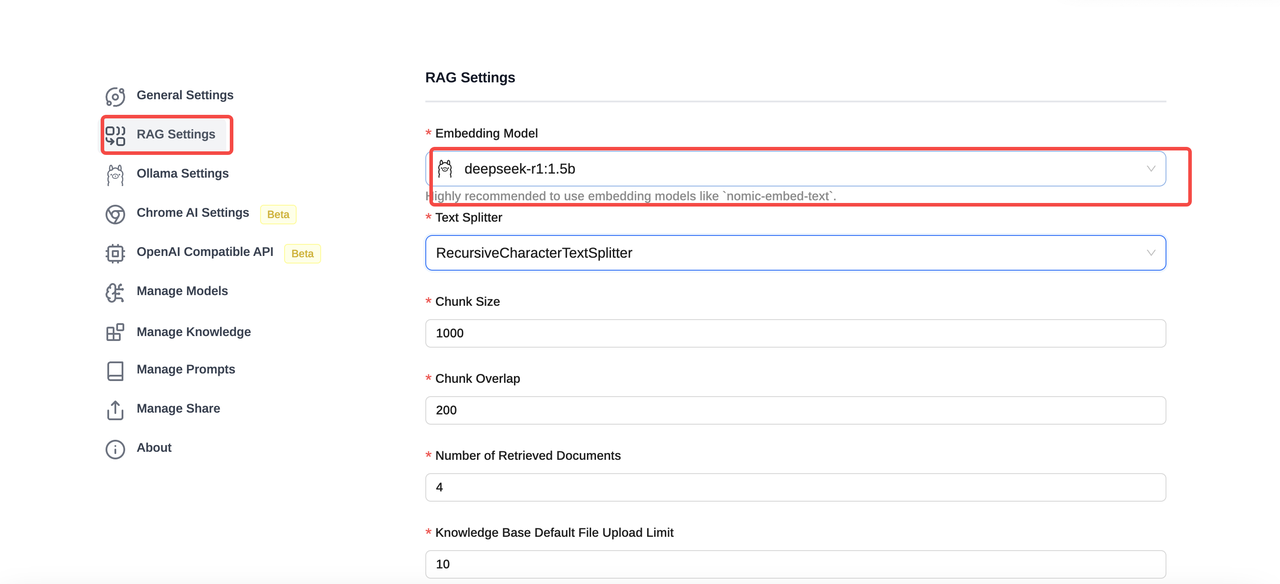 General Settings
RAG Settings
Ollama Settings
Chrome AI Settings Beta
OpenAI Compatible API Beta
Manage Models
Manage Knowledge
Manage Prompts
Manage Share
About
RAG Settings
* Embedding Model
deepseek-r1:1.5b
Highly recommended to use embedding models like `nomic-embed-text`.
* Text Splitter
RecursiveCharacterTextSplitter
* Chunk Size
1000
* Chunk Overlap
200
* Number of Retrieved Documents
4
* Knowledge Base Default File Upload Limit
10